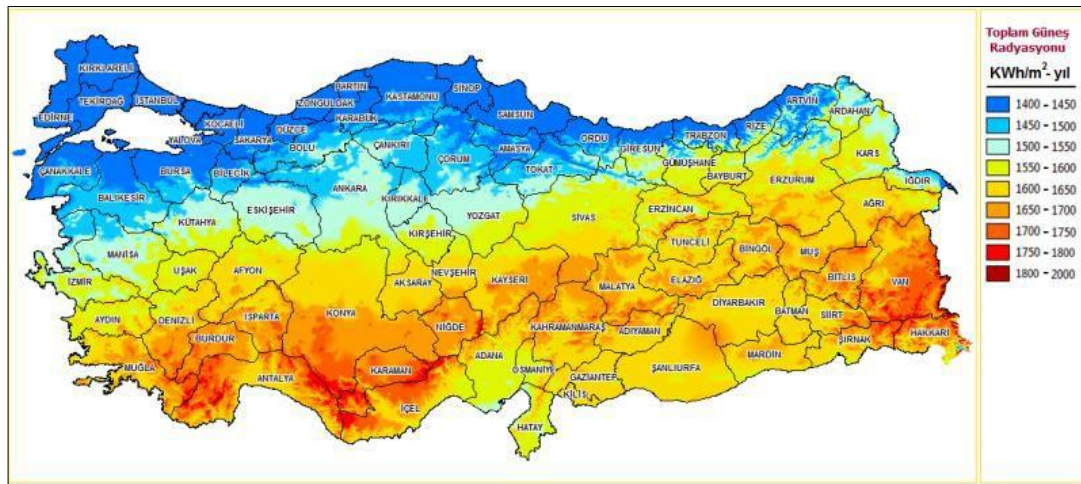 KIRKLARELİ
TEKİRDAĞ
İSTANBUL
EDİRNE
KOCAELİ
YALOVA
SAKARYA
DÜZCE
ZONGULDAK
BARTIN
KARABÜK
KASTAMONU
SİNOP
SAMSUN
BOLU
ÇANKIRI
ÇORUM
AMASYA
ORDU
TOKAT
GİRESUN
TRABZON
RİZE
ARTVİN
ARDAHAN
GÜMÜŞHANE
BAYBURT
ERZURUM
KARS
IĞDIR
AĞRI
ÇANAKKALE
BURSA
BİLECİK
BALIKESİR
KÜTAHYA
ESKİŞEHİR
ANKARA
KIRIKKALE
YOZGAT
KIRŞEHİR
SİVAS
ERZİNCAN
TUNCELİ
BİNGÖL
MUŞ
BİTLİS
VAN
MANİSA
İZMİR
UŞAK
AFYON
AKSARAY
NEVŞEHİR
KAYSERİ
MALATYA
ELAZIĞ
DİYARBAKIR
BATMAN
SİİRT
ŞIRNAK
HAKKARİ
AYDIN
DENİZLİ
ISPARTA
BURDUR
KONYA
NİĞDE
KAHRAMANMARAŞ
ADIYAMAN
MARDİN
MUĞLA
ANTALYA
KARAMAN
İÇEL
ADANA
OSMANİYE
GAZİANTEP
KİLİS
ŞANLIURFA
HATAY
Toplam Güneş
Radyasyonu
KWh/m²- yıl
1400 - 1450
1450 - 1500
1500 - 1550
1550 - 1600
1600 - 1650
1650 - 1700
1700 - 1750
1750 - 1800
1800 - 2000